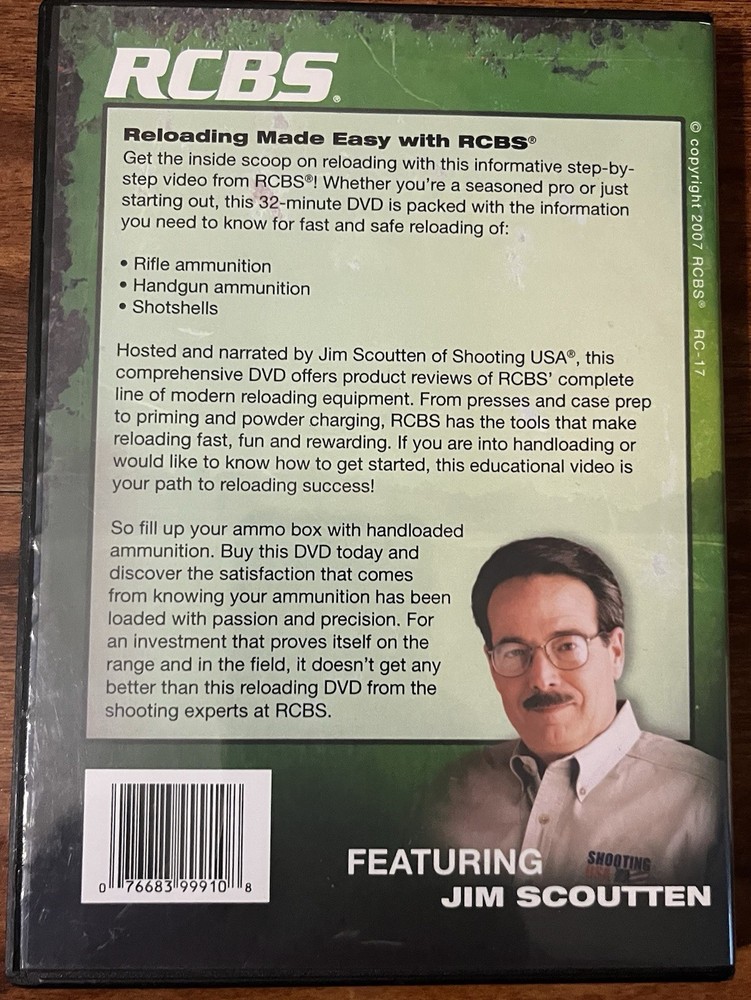 RCBS®
Reloading Made Easy with RCBS®
Get the inside scoop on reloading with this informative step-by-
step video from RCBS®! Whether you're a seasoned pro or just
starting out, this 32-minute DVD is packed with the information
you need to know for fast and safe reloading of:
• Rifle ammunition
• Handgun ammunition
• Shotshells
Hosted and narrated by Jim Scoutten of Shooting USA®, this
comprehensive DVD offers product reviews of RCBS' complete
line of modern reloading equipment. From presses and case prep
to priming and powder charging, RCBS has the tools that make
reloading fast, fun and rewarding. If you are into handloading or
would like to know how to get started, this educational video is
your path to reloading success!
So fill up your ammo box with handloaded
ammunition. Buy this DVD today and
discover the satisfaction that comes
from knowing your ammunition has been
loaded with passion and precision. For
an investment that proves itself on the
range and in the field, it doesn't get any
better than this reloading DVD from the
shooting experts at RCBS.
© copyright 2007 RCBS® RC-17
0 76683 99910 8
SHOOTING
USA
FEATURING
JIM SCOUTTEN